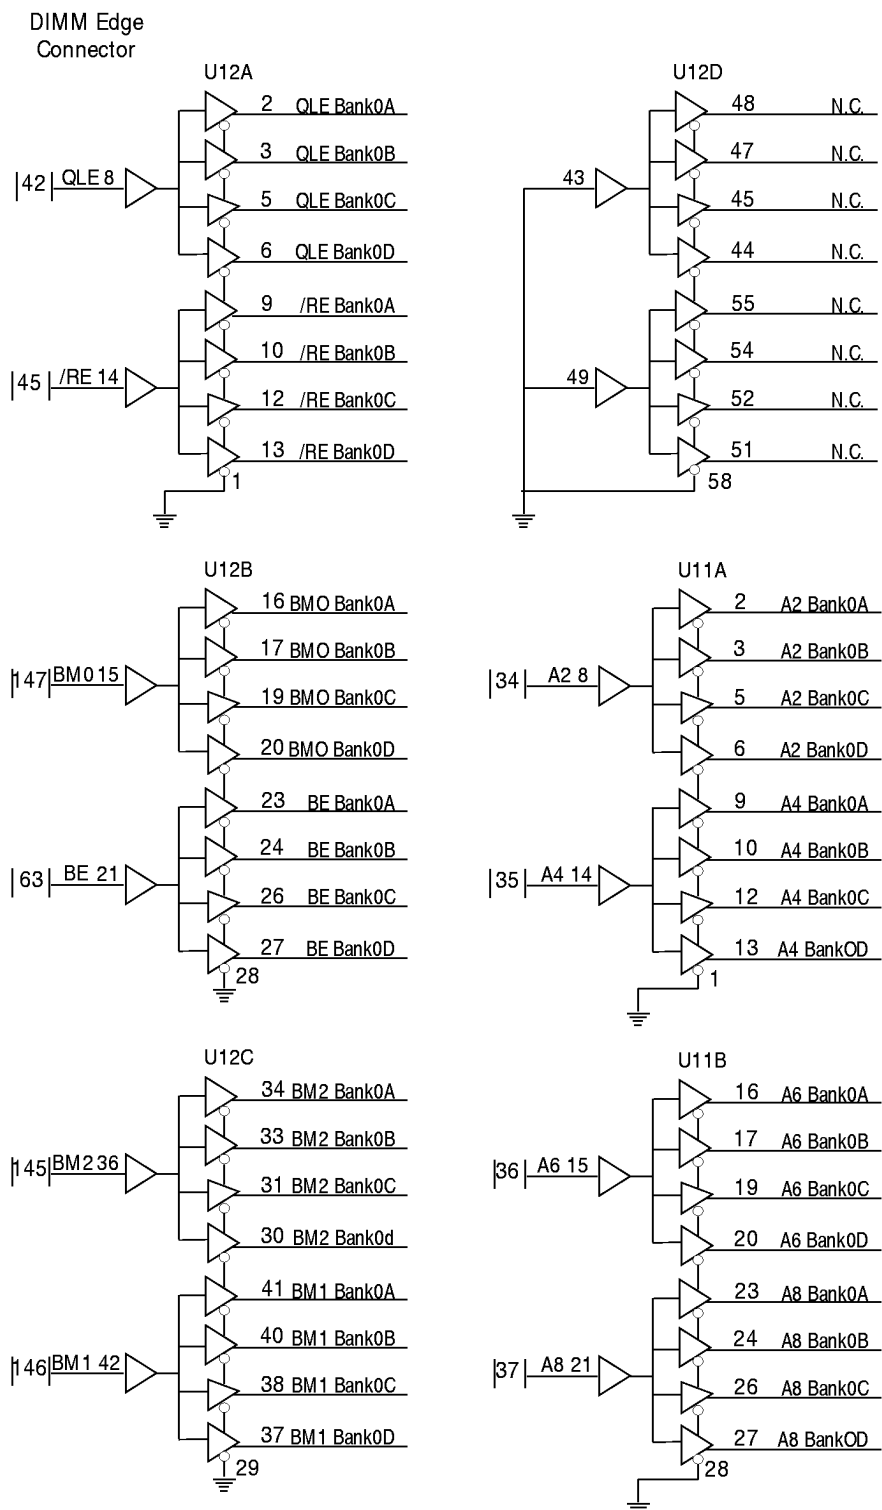 DIMM Edge
Connector
U12A
2 QLE Bank0A
3 QLE Bank0B
|42| QLE 8
5 QLE Bank0C
6 QLE Bank0D
9 /RE Bank0A
10 /RE Bank0B
|45| /RE 14
12 /RE Bank0C
13 /RE Bank0D
1
U12D
48 N.C.
47 N.C.
43
45 N.C.
44 N.C.
55 N.C.
54 N.C.
49
52 N.C.
51 N.C.
58
U12B
16 BMO Bank0A
17 BMO Bank0B
|147| BM0 15
19 BMO Bank0C
20 BMO Bank0D
23 BE Bank0A
24 BE Bank0B
|63| BE 21
26 BE Bank0C
27 BE Bank0D
28
U11A
2 A2 Bank0A
3 A2 Bank0B
|34| A2 8
5 A2 Bank0C
6 A2 Bank0D
9 A4 Bank0A
10 A4 Bank0B
|35| A4 14
12 A4 Bank0C
13 A4 BankOD
1
U12C
34 BM2 Bank0A
33 BM2 Bank0B
|145| BM2 36
31 BM2 Bank0C
30 BM2 Bank0d
41 BM1 Bank0A
40 BM1 Bank0B
|146| BM1 42
38 BM1 Bank0C
37 BM1 Bank0D
29
U11B
16 A6 Bank0A
17 A6 Bank0B
|36| A6 15
19 A6 Bank0C
20 A6 Bank0D
23 A8 Bank0A
24 A8 Bank0B
|37| A8 21
26 A8 Bank0C
27 A8 BankOD
28